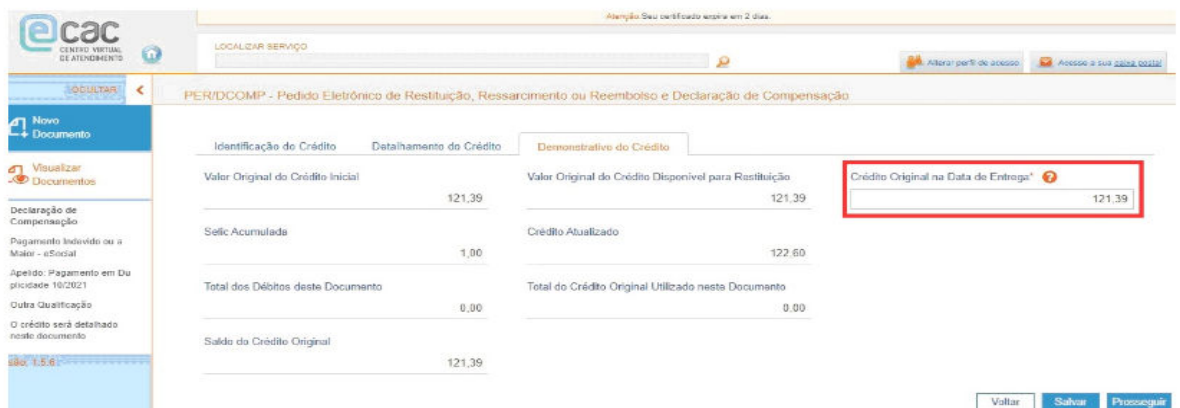 Atenção Seu certificado expira em 2 dias.
ecac
CENTRO VIRTUAL
DE ATENDIMENTO
LOCALIZAR SERVIÇO
Alterar perfil de acesso
Acesse a sua caixa postal
OCULTAR
PER/DCOMP - Pedido Eletrônico de Restituição, Ressarcimento ou Reembolso e Declaração de Compensação
Novo
Documento
Visualizar
Documentos
Declaração de
Compensação
Pagamento Indevido ou a
Maior - eSocial
Apelido: Pagamento em Du
plicidade 10/2021
Outra Qualificação
O crédito será detalhado
neste documento
são: 1.5.6
Identificação do Crédito
Detalhamento do Crédito
Demonstrativo do Crédito
Valor Original do Crédito Inicial
121,39
Valor Original do Crédito Disponível para Restituição
121,39
Crédito Original na Data de Entrega* ?
121,39
Selic Acumulada
1,00
Crédito Atualizado
122,60
Total dos Débitos deste Documento
0,00
Total do Crédito Original Utilizado neste Documento
0,00
Saldo do Crédito Original
121,39
Voltar
Salvar
Prosseguir